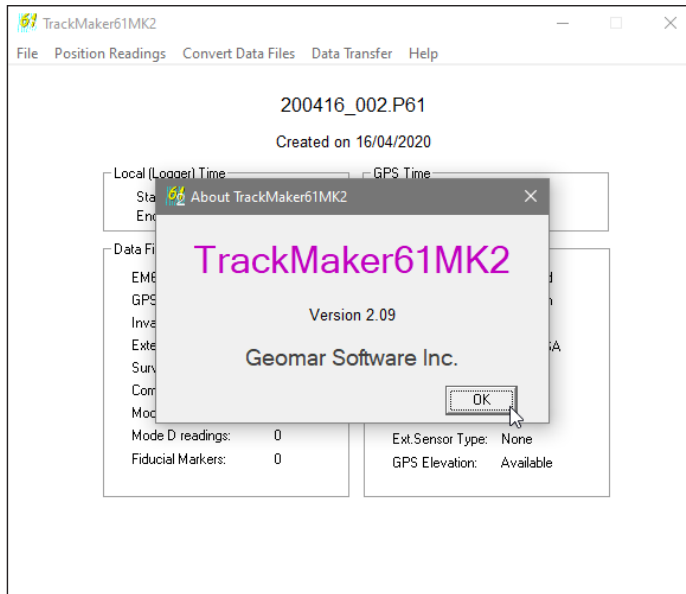 TrackMaker61MK2
File Position Readings Convert Data Files Data Transfer Help
200416_002.P61
Created on 16/04/2020
Local (Logger) Time
GPS Time
About TrackMaker61MK2
TrackMaker61MK2
Version 2.09
Geomar Software Inc.
OK
Mode D readings: 0
Fiducial Markers: 0
Ext.Sensor Type: None
GPS Elevation: Available